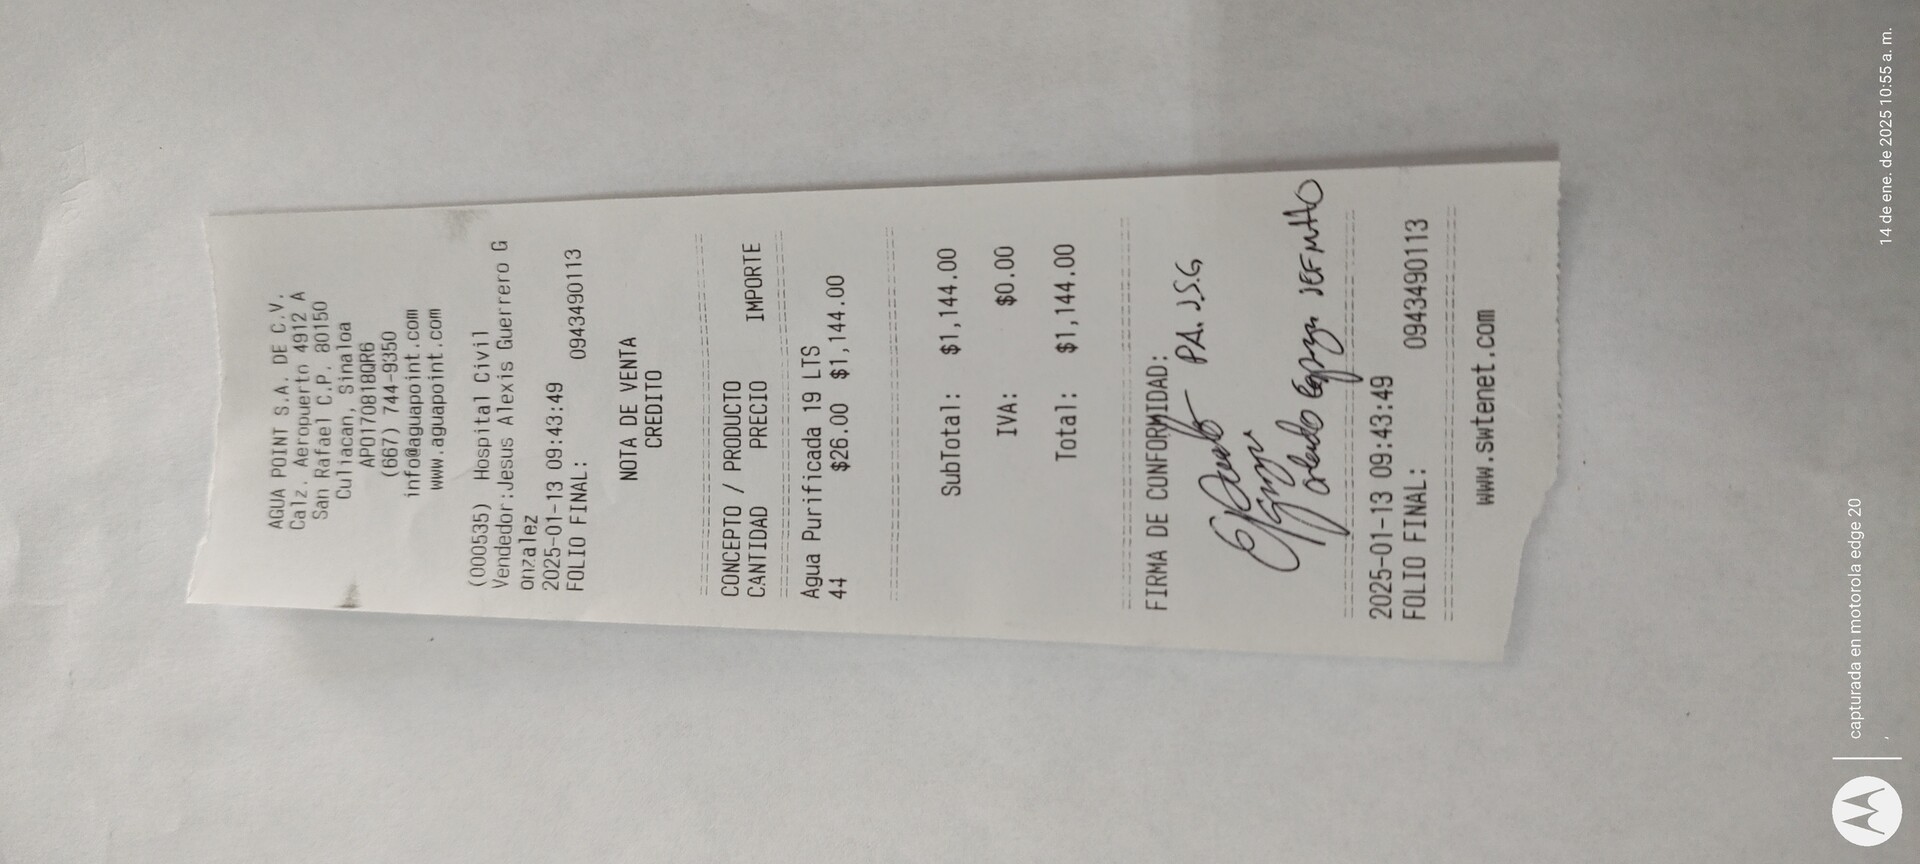 AGUA POINT S.A. DE C.V.
Calz. Aeropuerto 4912 A
San Rafael C.P. 80150
Culiacan, Sinaloa
APO170818QR6
(667) 744-9350
info@aguapoint.com
www.aguapoint.com
(000535) Hospital Civil
Vendedor:Jesus Alexis Guerrero G
onzalez
2025-01-13 09:43:49
FOLIO FINAL: 0943490113
NOTA DE VENTA
CREDITO
CONCEPTO / PRODUCTO
CANTIDAD PRECIO IMPORTE
Agua Purificada 19 LTS
44 $26.00 $1,144.00
SubTotal: $1,144.00
IVA: $0.00
Total: $1,144.00
FIRMA DE CONFORMIDAD:
P.A. J.S.G.
JEF MTTO
2025-01-13 09:43:49
FOLIO FINAL: 0943490113
www.swtenet.com
capturada en motorola edge 20
14 de ene. de 2025 10:55 a. m.